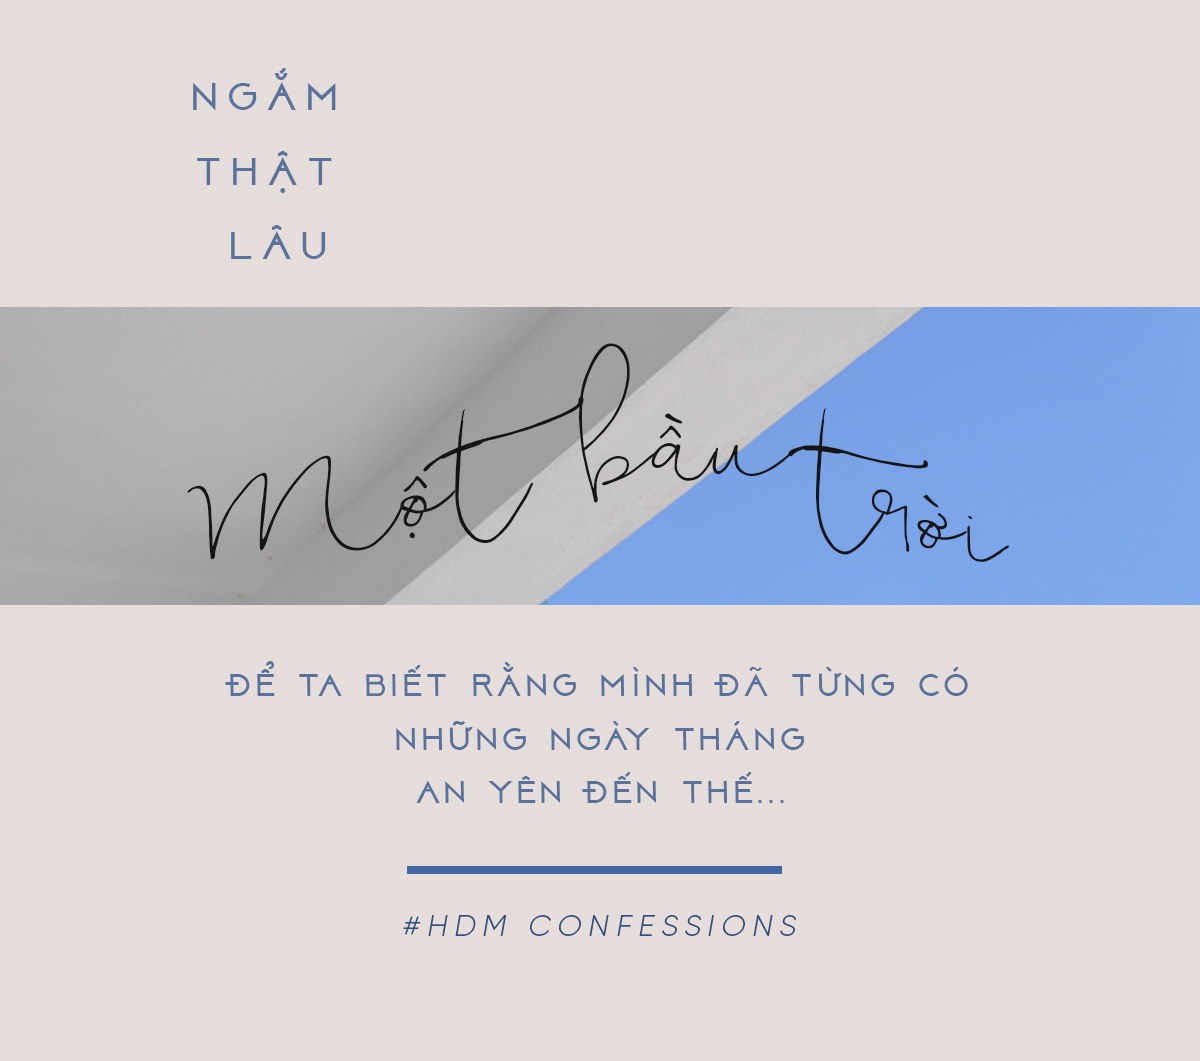 NGẮM
THẬT
LÂU
Một bầu trời
ĐỂ TA BIẾT RẰNG MÌNH ĐÃ TỪNG CÓ
NHỮNG NGÀY THÁNG
AN YÊN ĐẾN THẾ...
#HDM CONFESSIONS